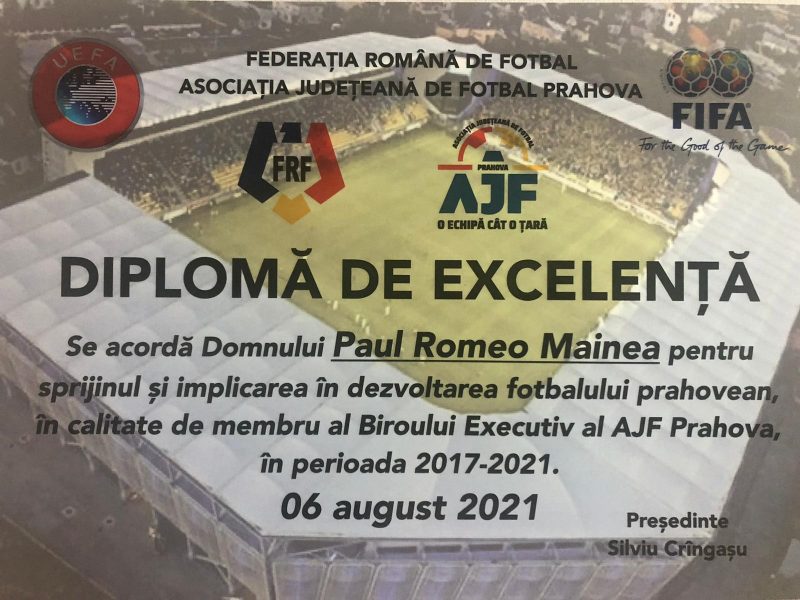 UEFA
FEDERAȚIA ROMÂNĂ DE FOTBAL
ASOCIAȚIA JUDEȚEANĂ DE FOTBAL PRAHOVA
FIFA®
For the Good of the Game
FRF
ASOCIAȚIA JUDEȚEANĂ DE FOTBAL
PRAHOVA
AJF
O ECHIPĂ CÂT O ȚARĂ
DIPLOMĂ DE EXCELENȚĂ
Se acordă Domnului Paul Romeo Mainea pentru
sprijinul și implicarea în dezvoltarea fotbalului prahovean,
în calitate de membru al Biroului Executiv al AJF Prahova,
în perioada 2017-2021.
06 august 2021
Președinte
Silviu Crîngașu